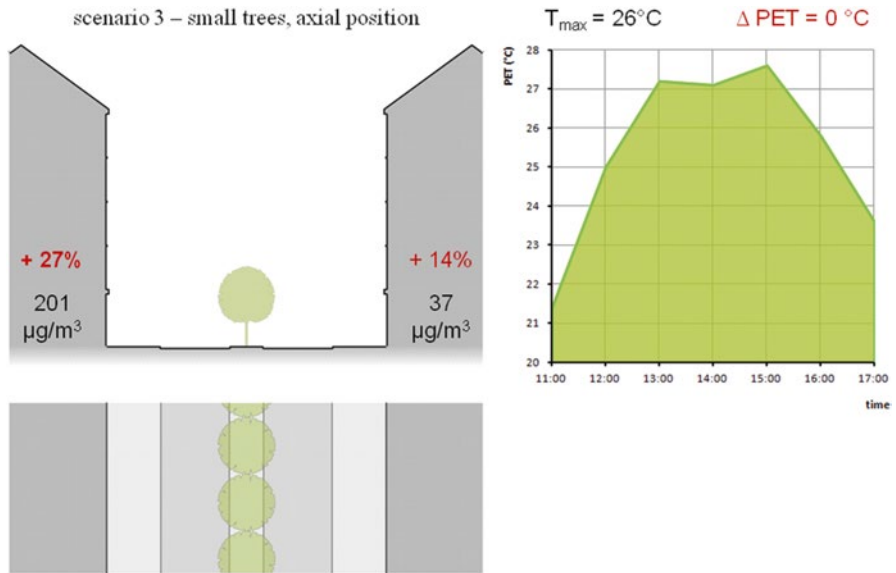 scenario 3 – small trees, axial position
+ 27%
201
µg/m³
+ 14%
37
µg/m³
Tmax = 26°C
Δ PET = 0 °C
PET (°C)
28
27
26
25
24
23
22
21
20
11:00 12:00 13:00 14:00 15:00 16:00 17:00
time